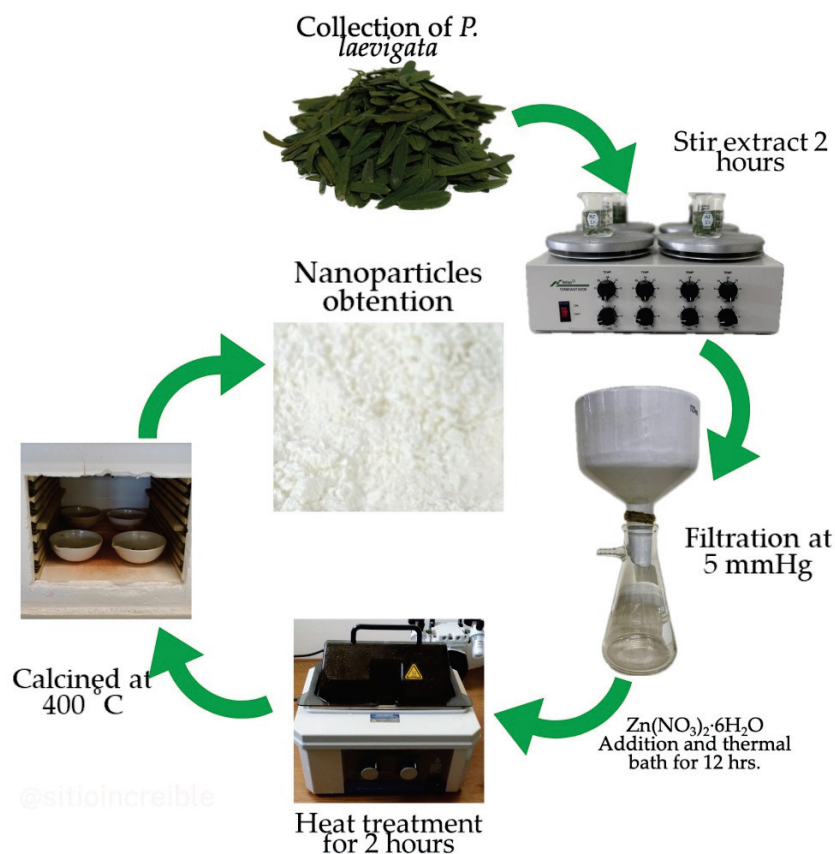 Collection of P.
laevigata
Stir extract 2
hours
Nanoparticles
obtention
Filtration at
5 mmHg
Zn(NO₃)₂·6H₂O
Addition and thermal
bath for 12 hrs.
Heat treatment
for 2 hours
Calcined at
400 °C
@sitioincreible